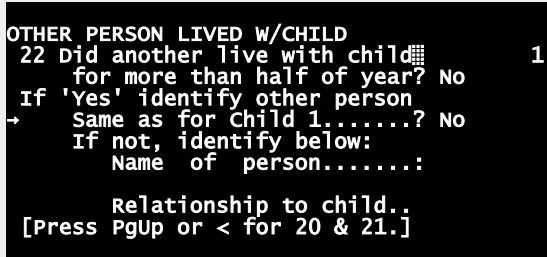 OTHER PERSON LIVED W/CHILD
22 Did another live with child▒ 1
for more than half of year? No
If 'Yes' identify other person
→ Same as for Child 1.......? No
If not, identify below:
Name of person.......:
Relationship to child..
[Press PgUp or < for 20 & 21.]